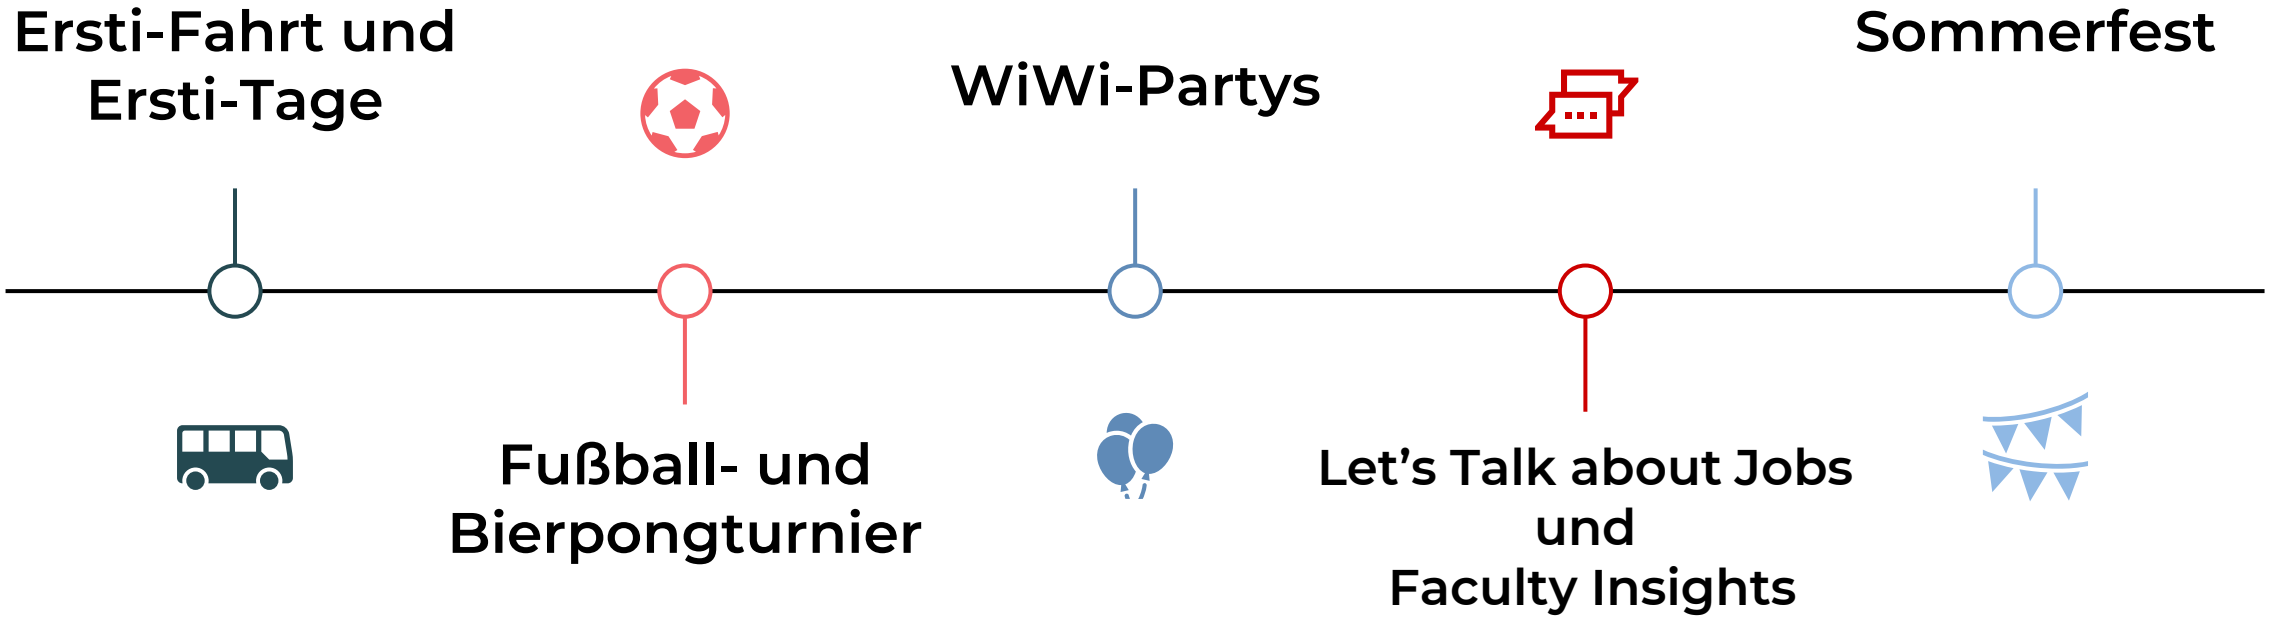 Ersti-Fahrt und
Ersti-Tage
Fußball- und
Bierpongturnier
WiWi-Partys
Let’s Talk about Jobs
und
Faculty Insights
Sommerfest